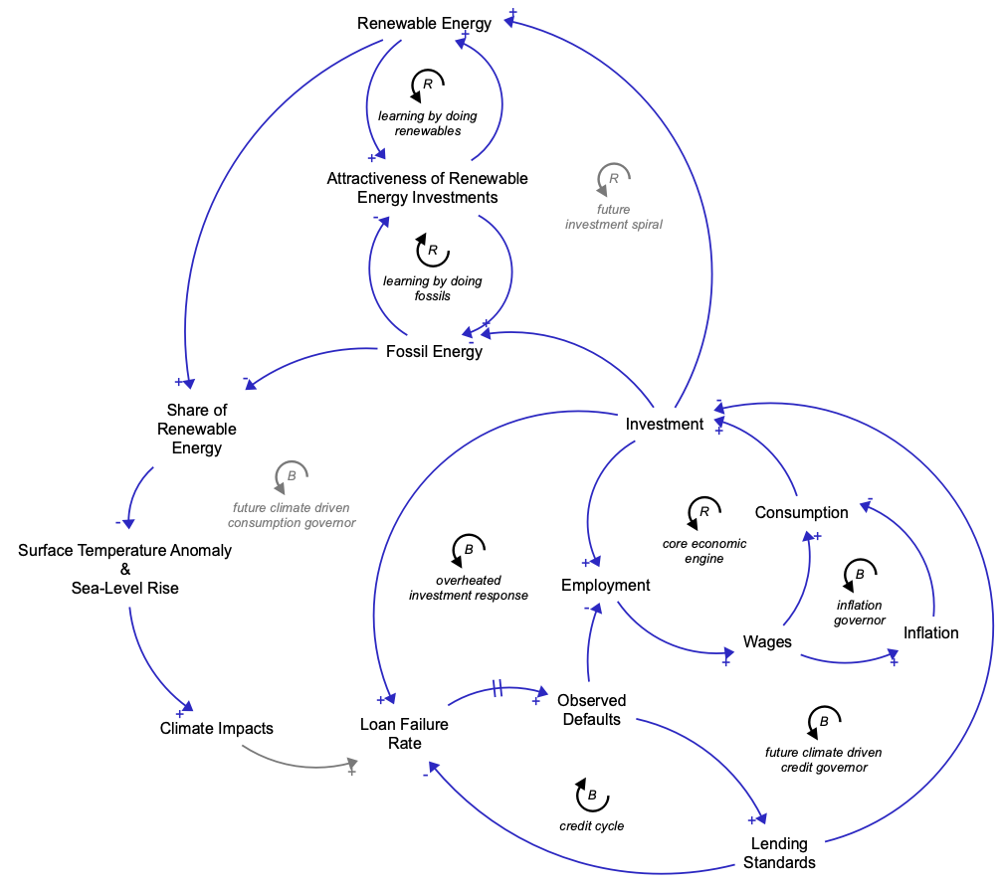 Renewable Energy
+
+
R
learning by doing
renewables
+
Attractiveness of Renewable
Energy Investments
R
future
investment spiral
-
R
learning by doing
fossils
+
-
Fossil Energy
+
-
Share of
Renewable
Energy
-
+
Investment
B
future climate driven
consumption governor
-
Surface Temperature Anomaly
&
Sea-Level Rise
R
core economic
engine
Consumption
-
+
B
overheated
investment response
+
Employment
-
B
inflation
governor
Inflation
Wages
+
+
+
Climate Impacts
+
+
Loan Failure
Rate
+
Observed
Defaults
B
future climate driven
credit governor
-
B
credit cycle
+
Lending
Standards